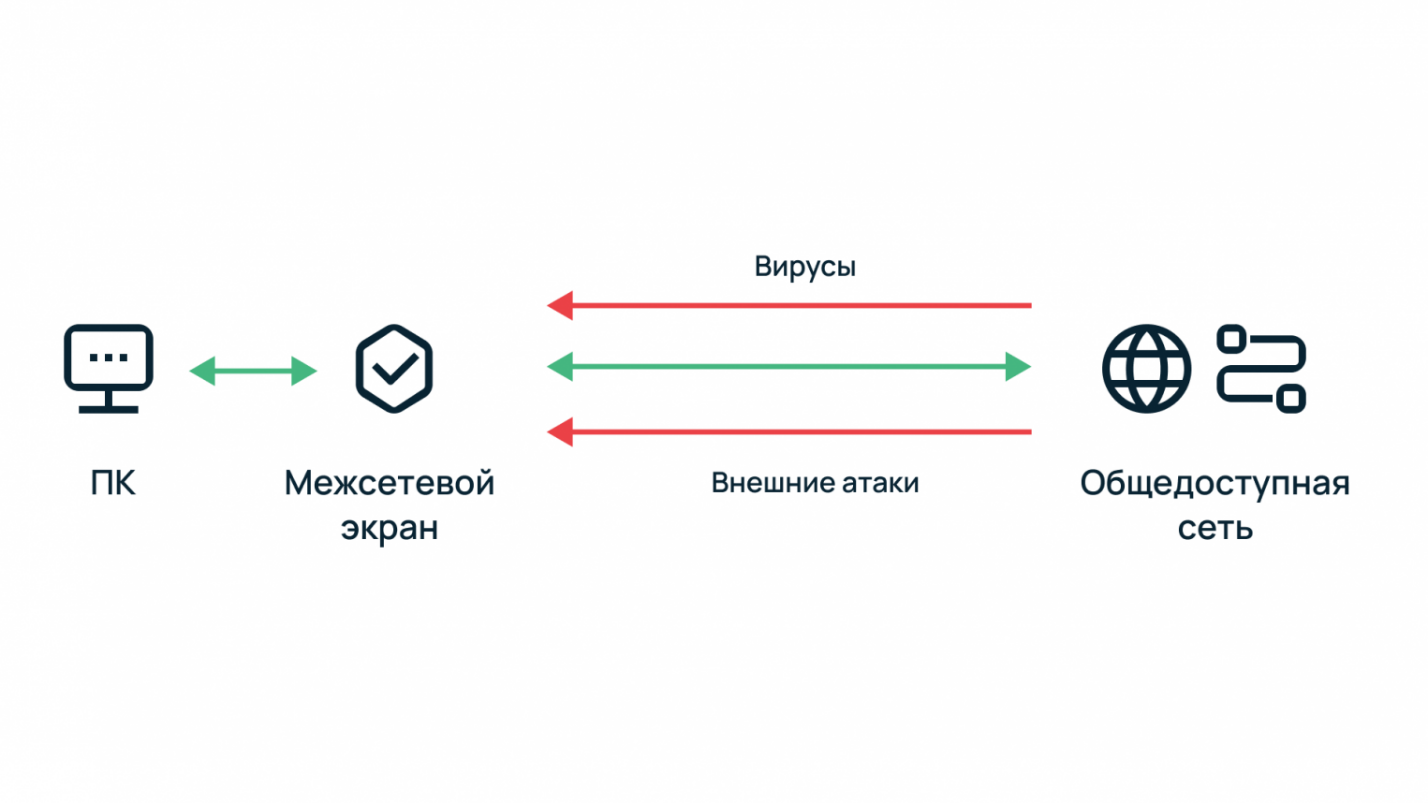 Вирусы
ПК
Межсетевой
экран
Внешние атаки
Общедоступная
сеть